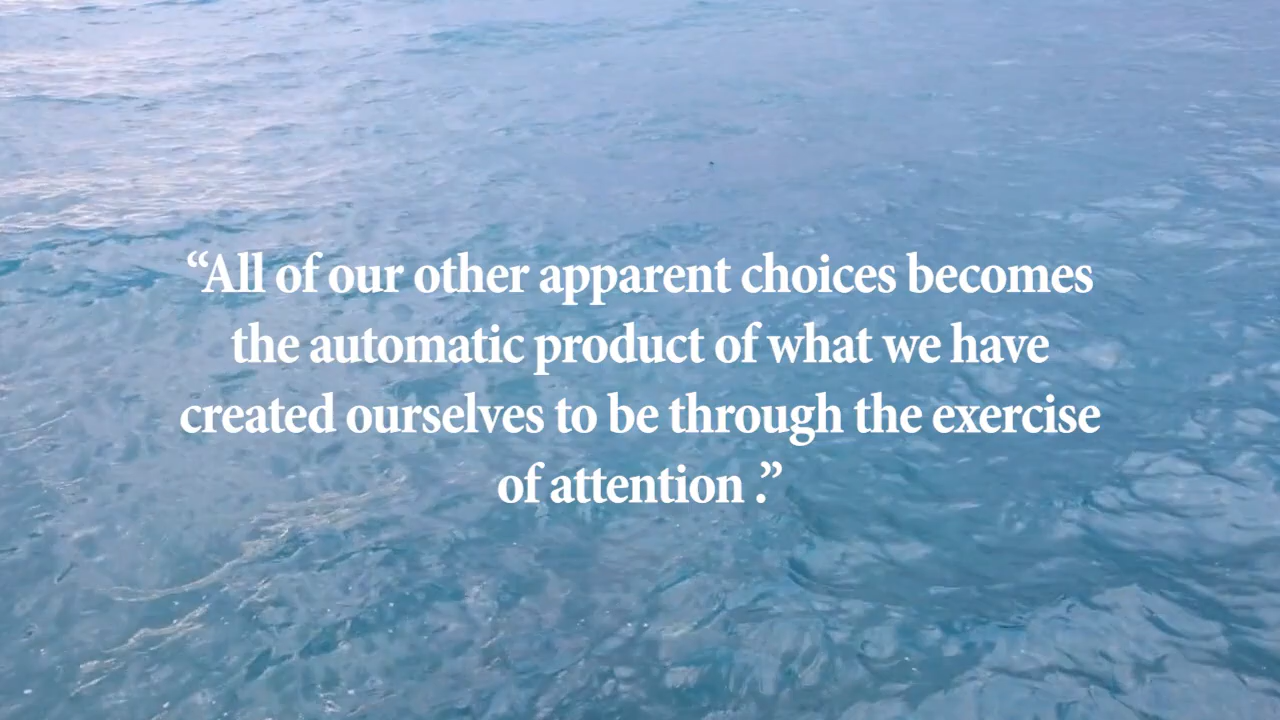 “All of our other apparent choices becomes
the automatic product of what we have
created ourselves to be through the exercise
of attention .”